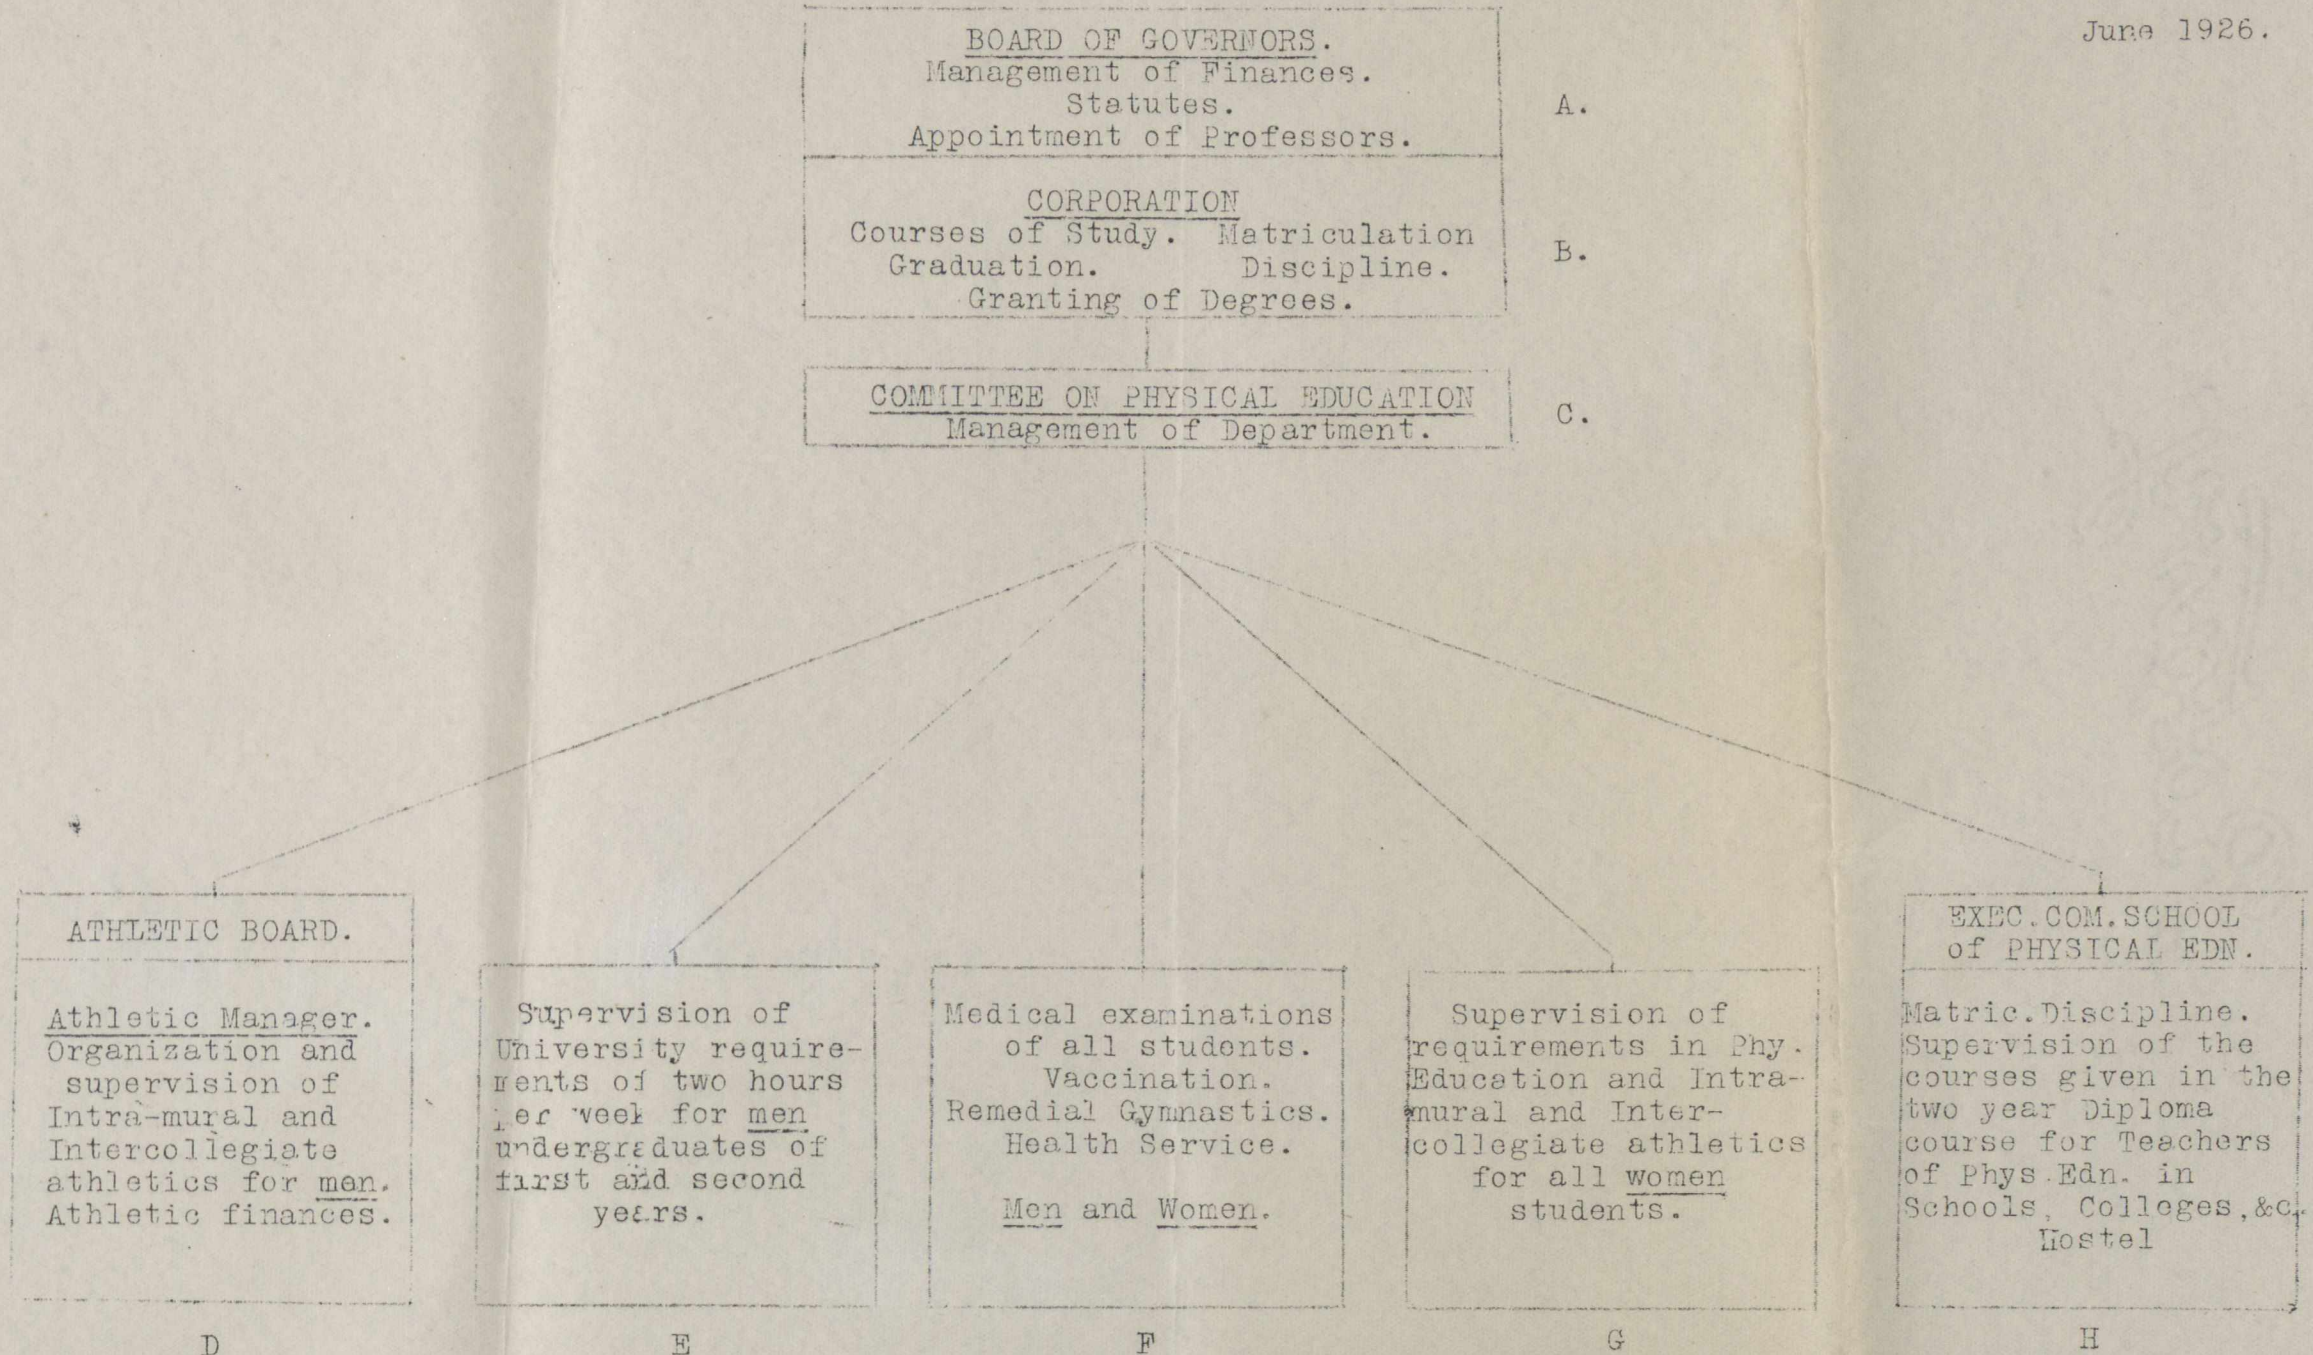 June 1926.
BOARD OF GOVERNORS.
Management of Finances.
Statutes.
Appointment of Professors.
A.
CORPORATION
Courses of Study. Matriculation
Graduation. Discipline.
Granting of Degrees.
B.
COMMITTEE ON PHYSICAL EDUCATION
Management of Department.
C.
ATHLETIC BOARD.
Athletic Manager.
Organization and
supervision of
Intra-mural and
Intercollegiate
athletics for men.
Athletic finances.
D
Supervision of
University require-
ments of two hours
per week for men
undergraduates of
first and second
years.
E
Medical examinations
of all students.
Vaccination.
Remedial Gymnastics.
Health Service.
Men and Women.
F
Supervision of
requirements in Phy.
Education and Intra-
mural and Inter-
collegiate athletics
for all women
students.
G
EXEC.COM.SCHOOL
of PHYSICAL EDN.
Matric.Discipline.
Supervision of the
courses given in the
two year Diploma
course for Teachers
of Phys.Edn. in
Schools, Colleges,&c.
Hostel
H